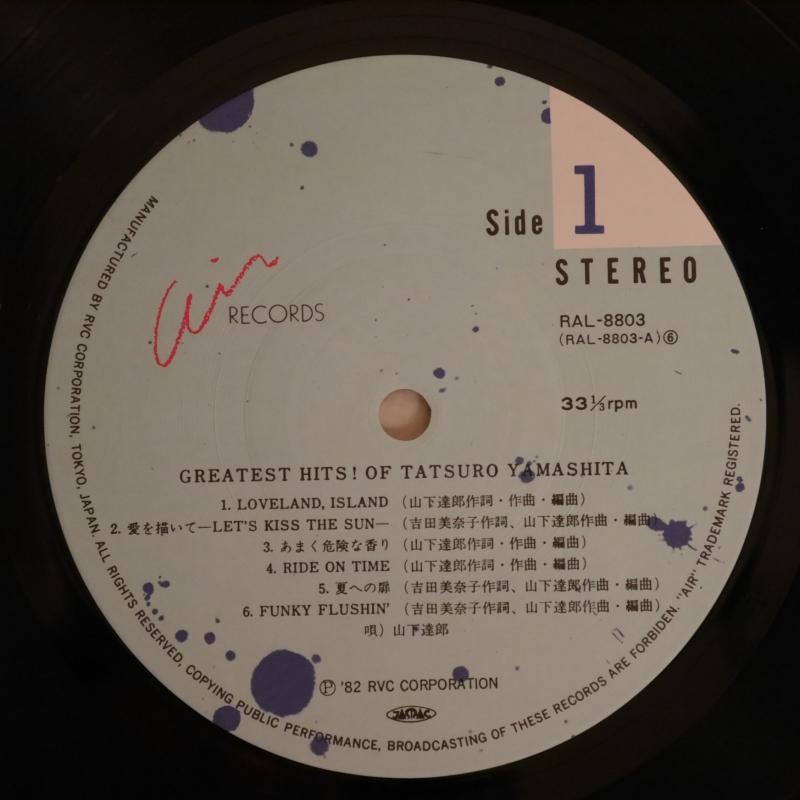 Side 1
STEREO
Air RECORDS
RAL-8803
(RAL-8803-A)⑥
33⅓rpm
GREATEST HITS! OF TATSURO YAMASHITA
1. LOVELAND, ISLAND (山下達郎作詞・作曲・編曲)
2. 愛を描いて—LET'S KISS THE SUN— (吉田美奈子作詞、山下達郎作曲・編曲)
3. あまく危険な香り (山下達郎作詞・作曲・編曲)
4. RIDE ON TIME (山下達郎作詞・作曲・編曲)
5. 夏への扉 (吉田美奈子作詞、山下達郎作曲・編曲)
6. FUNKY FLUSHIN' (吉田美奈子作詞、山下達郎作曲・編曲)
唄) 山下達郎
Ⓟ '82 RVC CORPORATION
JASRAC
MANUFACTURED BY RVC CORPORATION, TOKYO, JAPAN. ALL RIGHTS RESERVED, COPYING PUBLIC PERFORMANCE, BROADCASTING OF THESE RECORDS ARE FORBIDEN. "AIR" TRADEMARK REGISTERED.